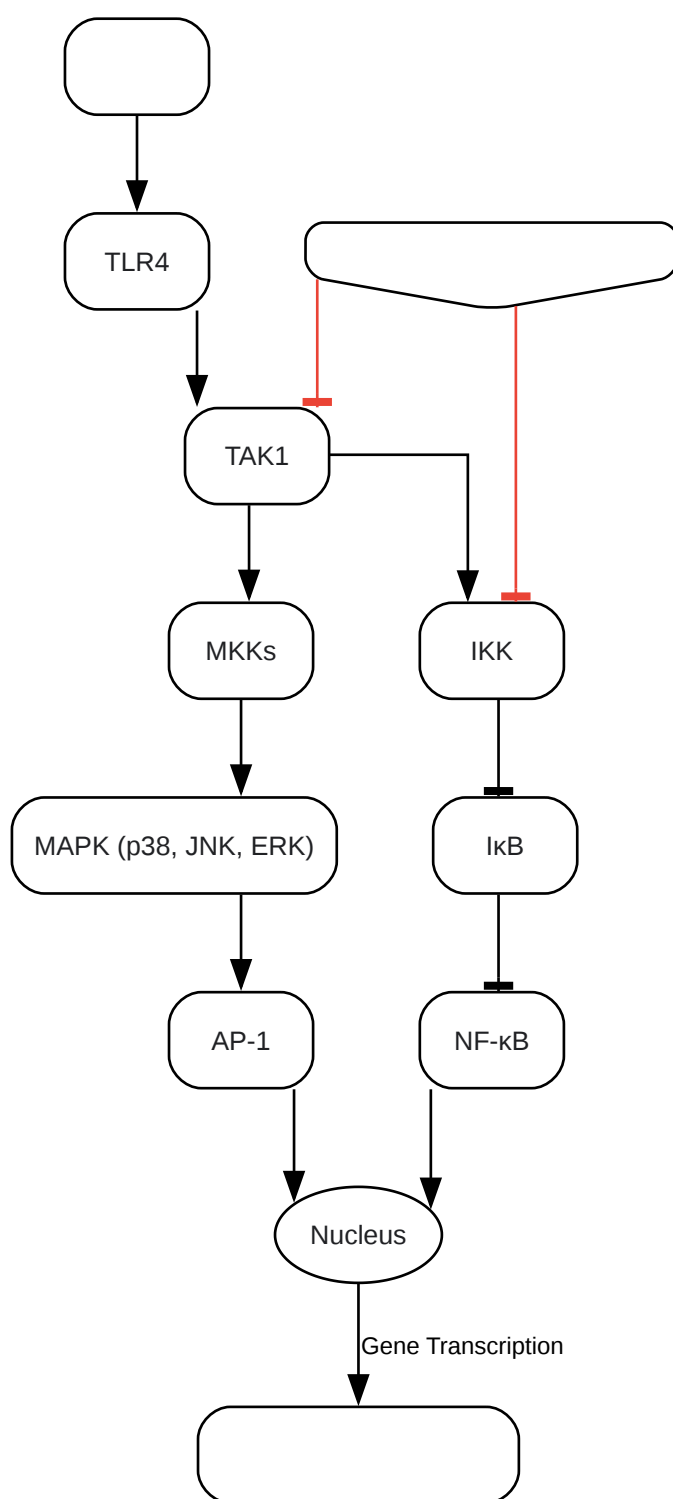 TLR4
TAK1
MKKs
IKK
MAPK (p38, JNK, ERK)
IκB
AP-1
NF-κB
Nucleus
Gene Transcription